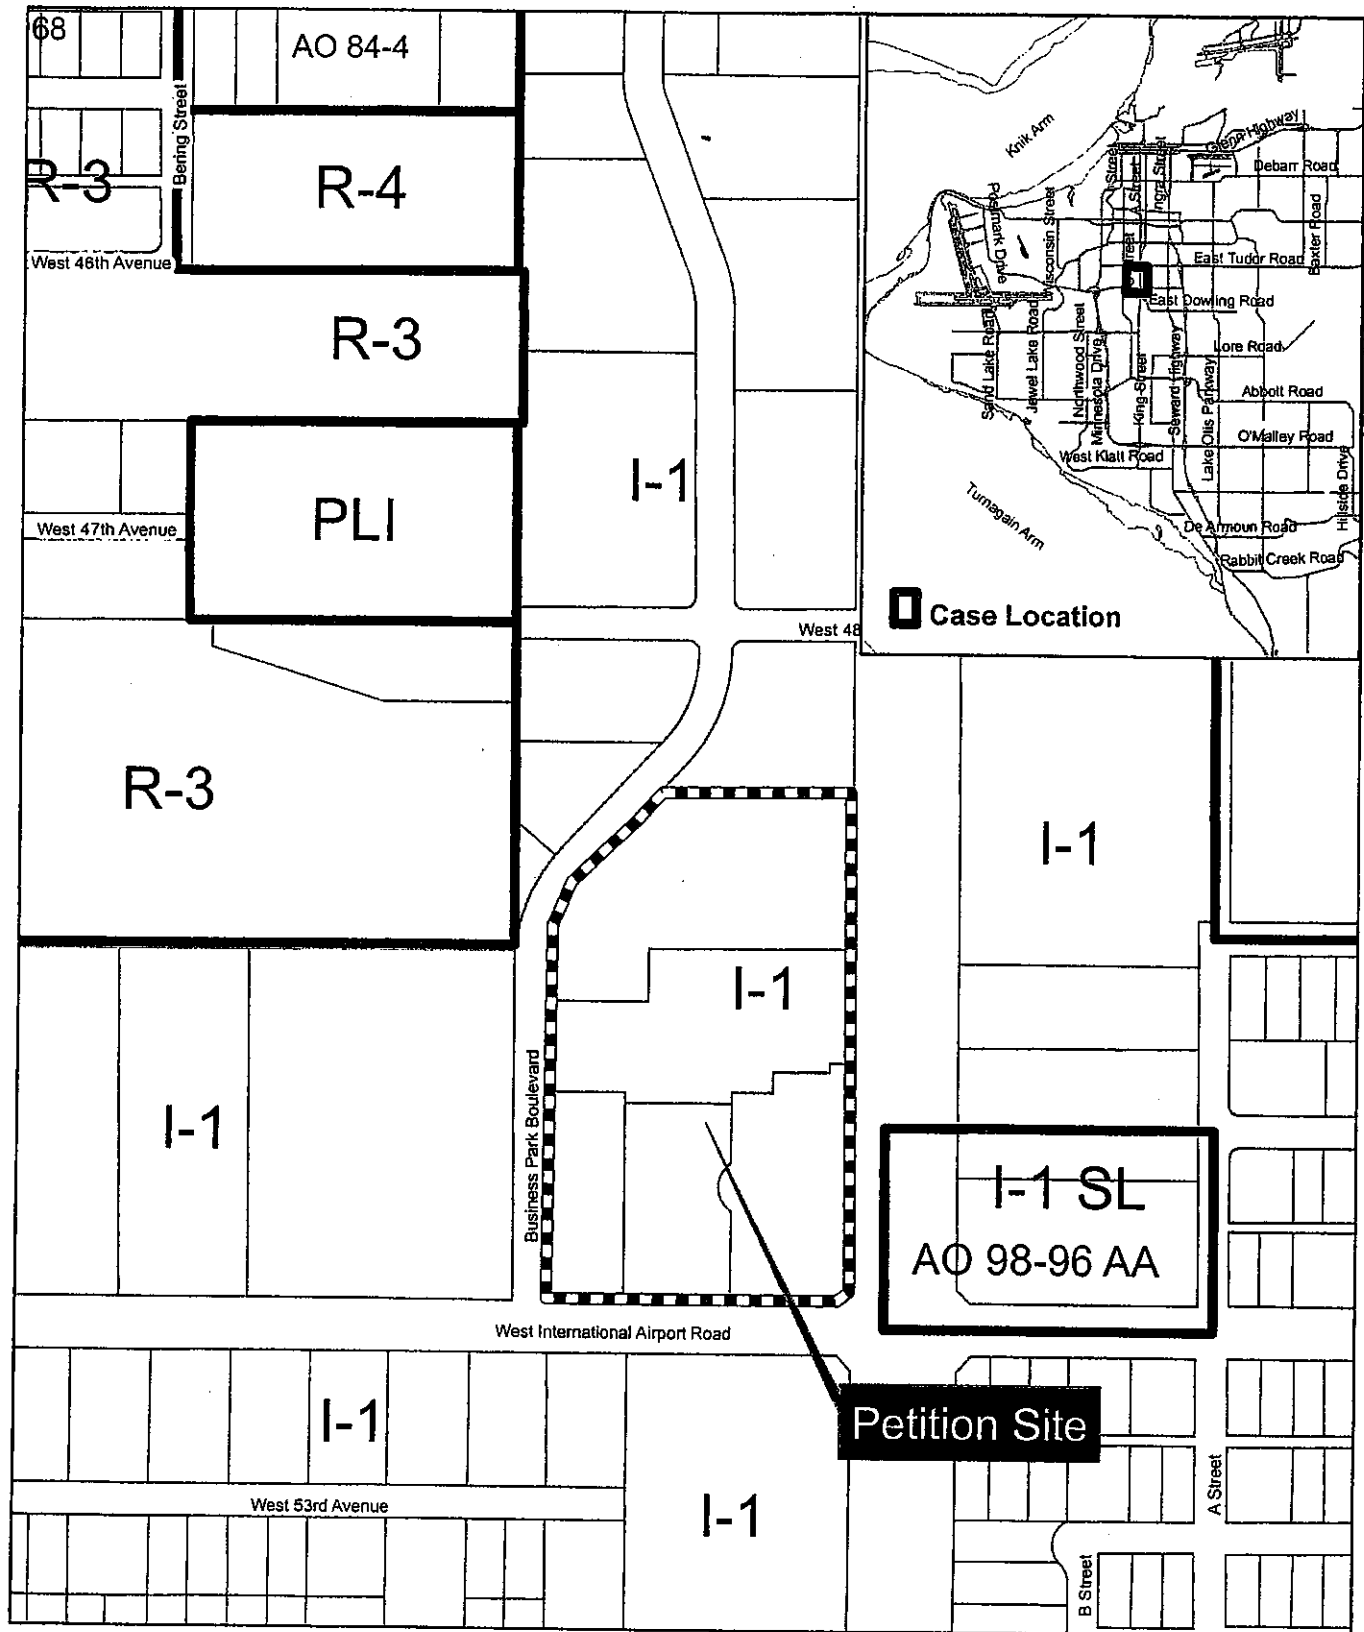 68
AO 84-4
Bering Street
R-3
R-4
West 46th Avenue
R-3
PLI
West 47th Avenue
I-1
West 48
R-3
I-1
I-1
I-1
Business Park Boulevard
I-1 SL
AO 98-96 AA
West International Airport Road
Petition Site
I-1
West 53rd Avenue
I-1
A Street
B Street
Knik Arm
Glenn Highway
Street
A Street
Ingra Street
Debarr Road
Postmark Drive
Wisconsin Street
Baxter Road
East Tudor Road
East Dowling Road
Sand Lake Road
Jewel Lake Road
Northwood Street
Minnesota Drive
King Street
Seward Highway
Lake Otis Parkway
Lore Road
Abbott Road
O'Malley Road
West Klatt Road
Hillside Drive
Turnagain Arm
De Armoun Road
Rabbit Creek Road
Case Location